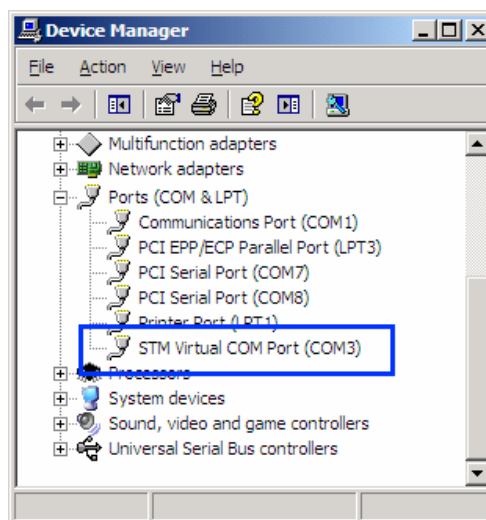 Device Manager
File Action View Help
Multifunction adapters
Network adapters
Ports (COM & LPT)
Communications Port (COM1)
PCI EPP/ECP Parallel Port (LPT3)
PCI Serial Port (COM7)
PCI Serial Port (COM8)
Printer Port (LPT1)
STM Virtual COM Port (COM3)
Processors
System devices
Sound, video and game controllers
Universal Serial Bus controllers